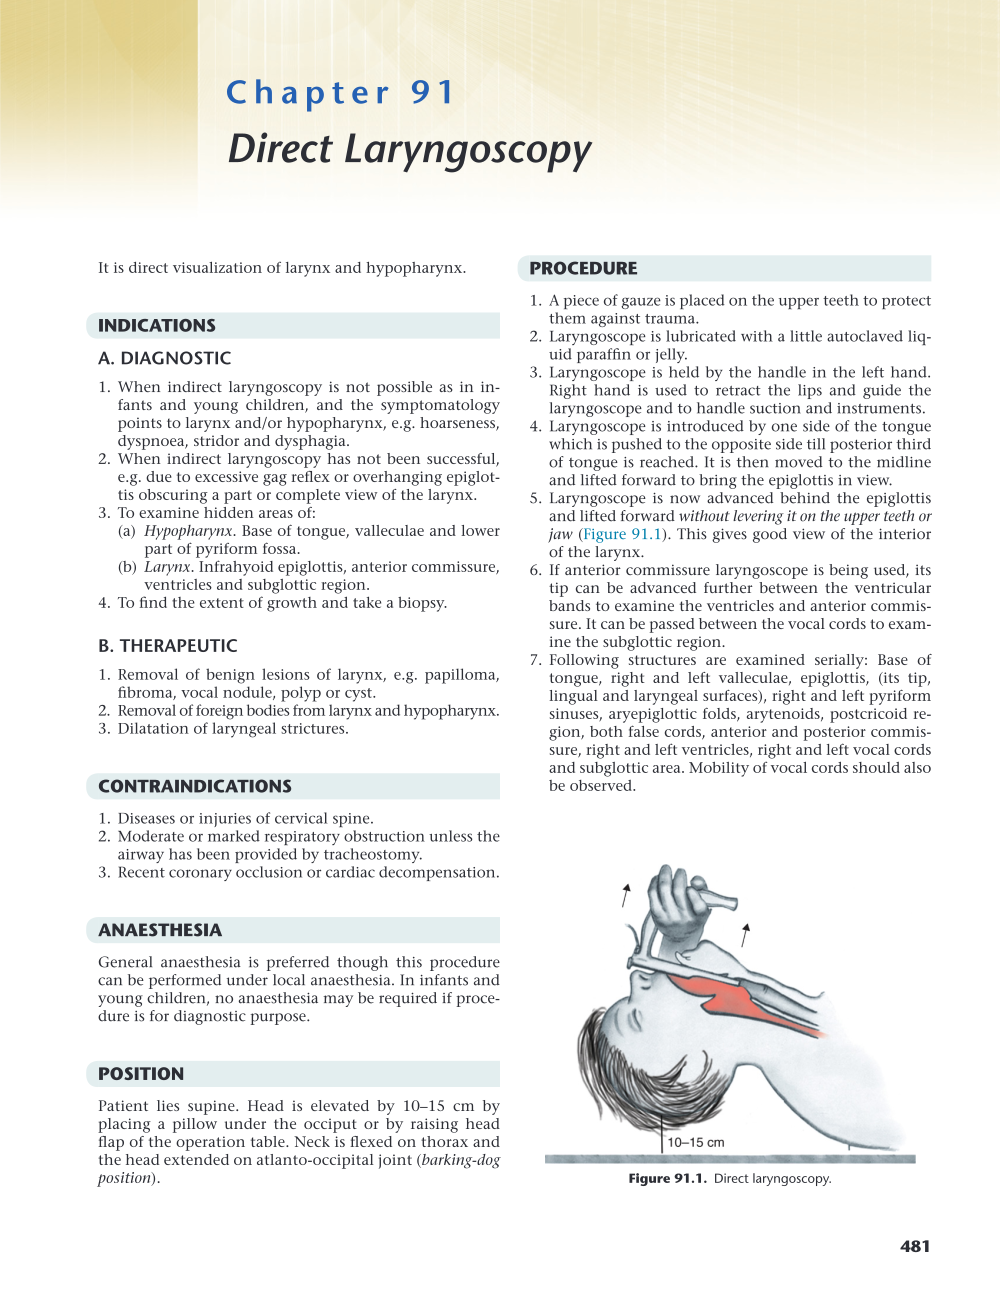 Chapter 91
Direct Laryngoscopy
It is direct visualization of larynx and hypopharynx.
INDICATIONS
A. DIAGNOSTIC
1. When indirect laryngoscopy is not possible as in in-
fants and young children, and the symptomatology
points to larynx and/or hypopharynx, e.g. hoarseness,
dyspnoea, stridor and dysphagia.
2. When indirect laryngoscopy has not been successful,
e.g. due to excessive gag reflex or overhanging epiglot-
tis obscuring a part or complete view of the larynx.
3. To examine hidden areas of:
(a) Hypopharynx. Base of tongue, valleculae and lower
part of pyriform fossa.
(b) Larynx. Infrahyoid epiglottis, anterior commissure,
ventricles and subglottic region.
4. To find the extent of growth and take a biopsy.
B. THERAPEUTIC
1. Removal of benign lesions of larynx, e.g. papilloma,
fibroma, vocal nodule, polyp or cyst.
2. Removal of foreign bodies from larynx and hypopharynx.
3. Dilatation of laryngeal strictures.
CONTRAINDICATIONS
1. Diseases or injuries of cervical spine.
2. Moderate or marked respiratory obstruction unless the
airway has been provided by tracheostomy.
3. Recent coronary occlusion or cardiac decompensation.
ANAESTHESIA
General anaesthesia is preferred though this procedure
can be performed under local anaesthesia. In infants and
young children, no anaesthesia may be required if proce-
dure is for diagnostic purpose.
POSITION
Patient lies supine. Head is elevated by 10–15 cm by
placing a pillow under the occiput or by raising head
flap of the operation table. Neck is flexed on thorax and
the head extended on atlanto-occipital joint (barking-dog
position).
PROCEDURE
1. A piece of gauze is placed on the upper teeth to protect
them against trauma.
2. Laryngoscope is lubricated with a little autoclaved liq-
uid paraffin or jelly.
3. Laryngoscope is held by the handle in the left hand.
Right hand is used to retract the lips and guide the
laryngoscope and to handle suction and instruments.
4. Laryngoscope is introduced by one side of the tongue
which is pushed to the opposite side till posterior third
of tongue is reached. It is then moved to the midline
and lifted forward to bring the epiglottis in view.
5. Laryngoscope is now advanced behind the epiglottis
and lifted forward without levering it on the upper teeth or
jaw (Figure 91.1). This gives good view of the interior
of the larynx.
6. If anterior commissure laryngoscope is being used, its
tip can be advanced further between the ventricular
bands to examine the ventricles and anterior commis-
sure. It can be passed between the vocal cords to exam-
ine the subglottic region.
7. Following structures are examined serially: Base of
tongue, right and left valleculae, epiglottis, (its tip,
lingual and laryngeal surfaces), right and left pyriform
sinuses, aryepiglottic folds, arytenoids, postcricoid re-
gion, both false cords, anterior and posterior commis-
sure, right and left ventricles, right and left vocal cords
and subglottic area. Mobility of vocal cords should also
be observed.
10–15 cm
Figure 91.1. Direct laryngoscopy.
481